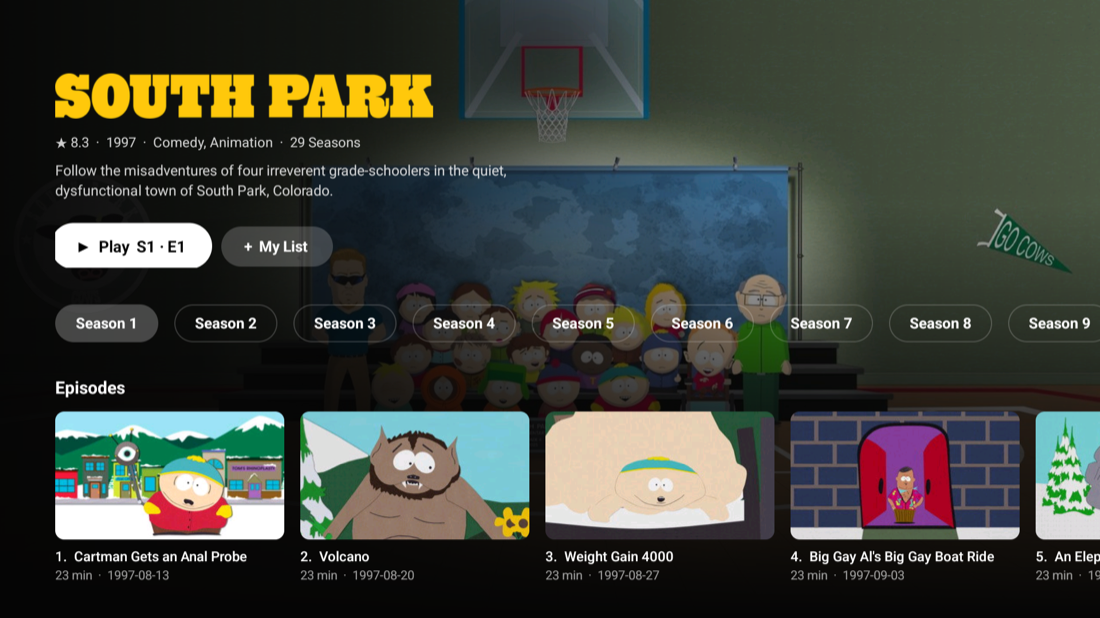 SOUTH PARK
★ 8.3 · 1997 · Comedy, Animation · 29 Seasons
Follow the misadventures of four irreverent grade-schoolers in the quiet,
dysfunctional town of South Park, Colorado.
▶ Play S1 · E1
+ My List
GO COWS
Season 1
Season 2
Season 3
Season 4
Season 5
Season 6
Season 7
Season 8
Season 9
Episodes
1. Cartman Gets an Anal Probe
23 min · 1997-08-13
2. Volcano
23 min · 1997-08-20
3. Weight Gain 4000
23 min · 1997-08-27
4. Big Gay Al's Big Gay Boat Ride
23 min · 1997-09-03
5. An Elep
23 min · 19